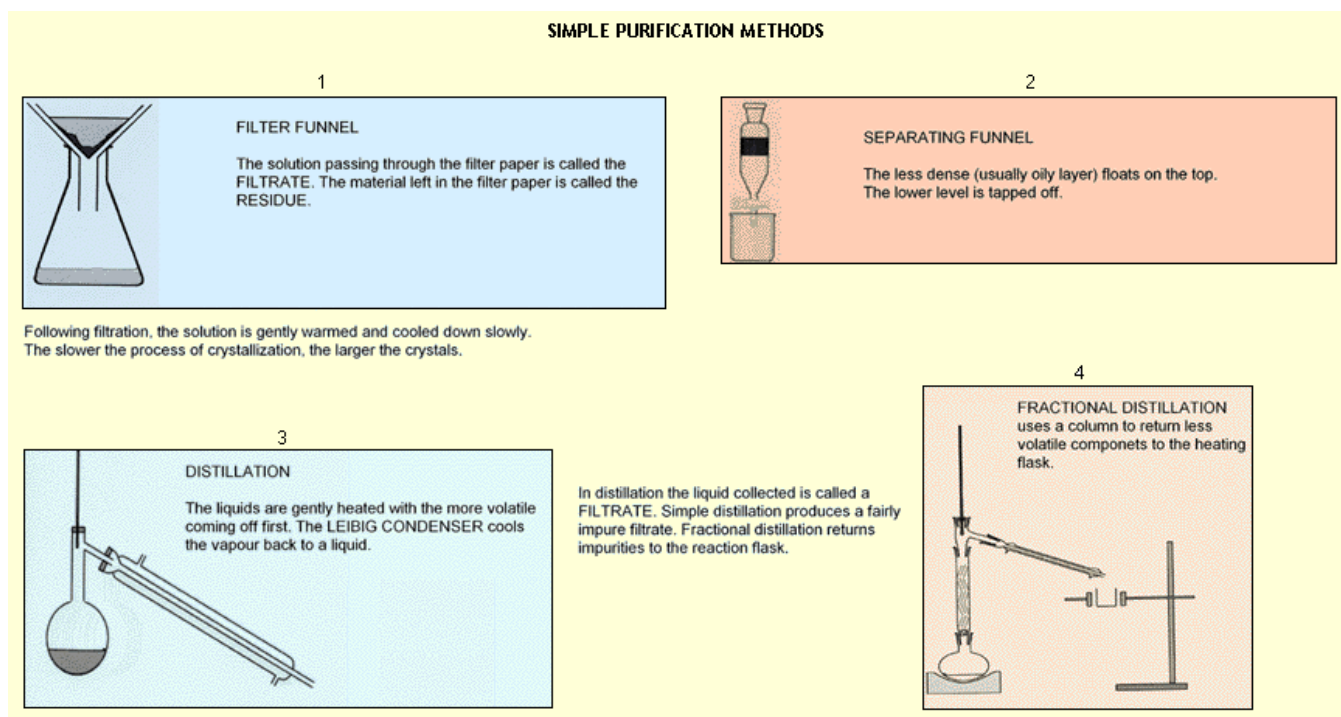 SIMPLE PURIFICATION METHODS
1
FILTER FUNNEL
The solution passing through the filter paper is called the
FILTRATE. The material left in the filter paper is called the
RESIDUE.
2
SEPARATING FUNNEL
The less dense (usually oily layer) floats on the top.
The lower level is tapped off.
Following filtration, the solution is gently warmed and cooled down slowly.
The slower the process of crystallization, the larger the crystals.
3
DISTILLATION
The liquids are gently heated with the more volatile
coming off first. The LEIBIG CONDENSER cools
the vapour back to a liquid.
In distillation the liquid collected is called a
FILTRATE. Simple distillation produces a fairly
impure filtrate. Fractional distillation returns
impurities to the reaction flask.
4
FRACTIONAL DISTILLATION
uses a column to return less
volatile componets to the heating
flask.